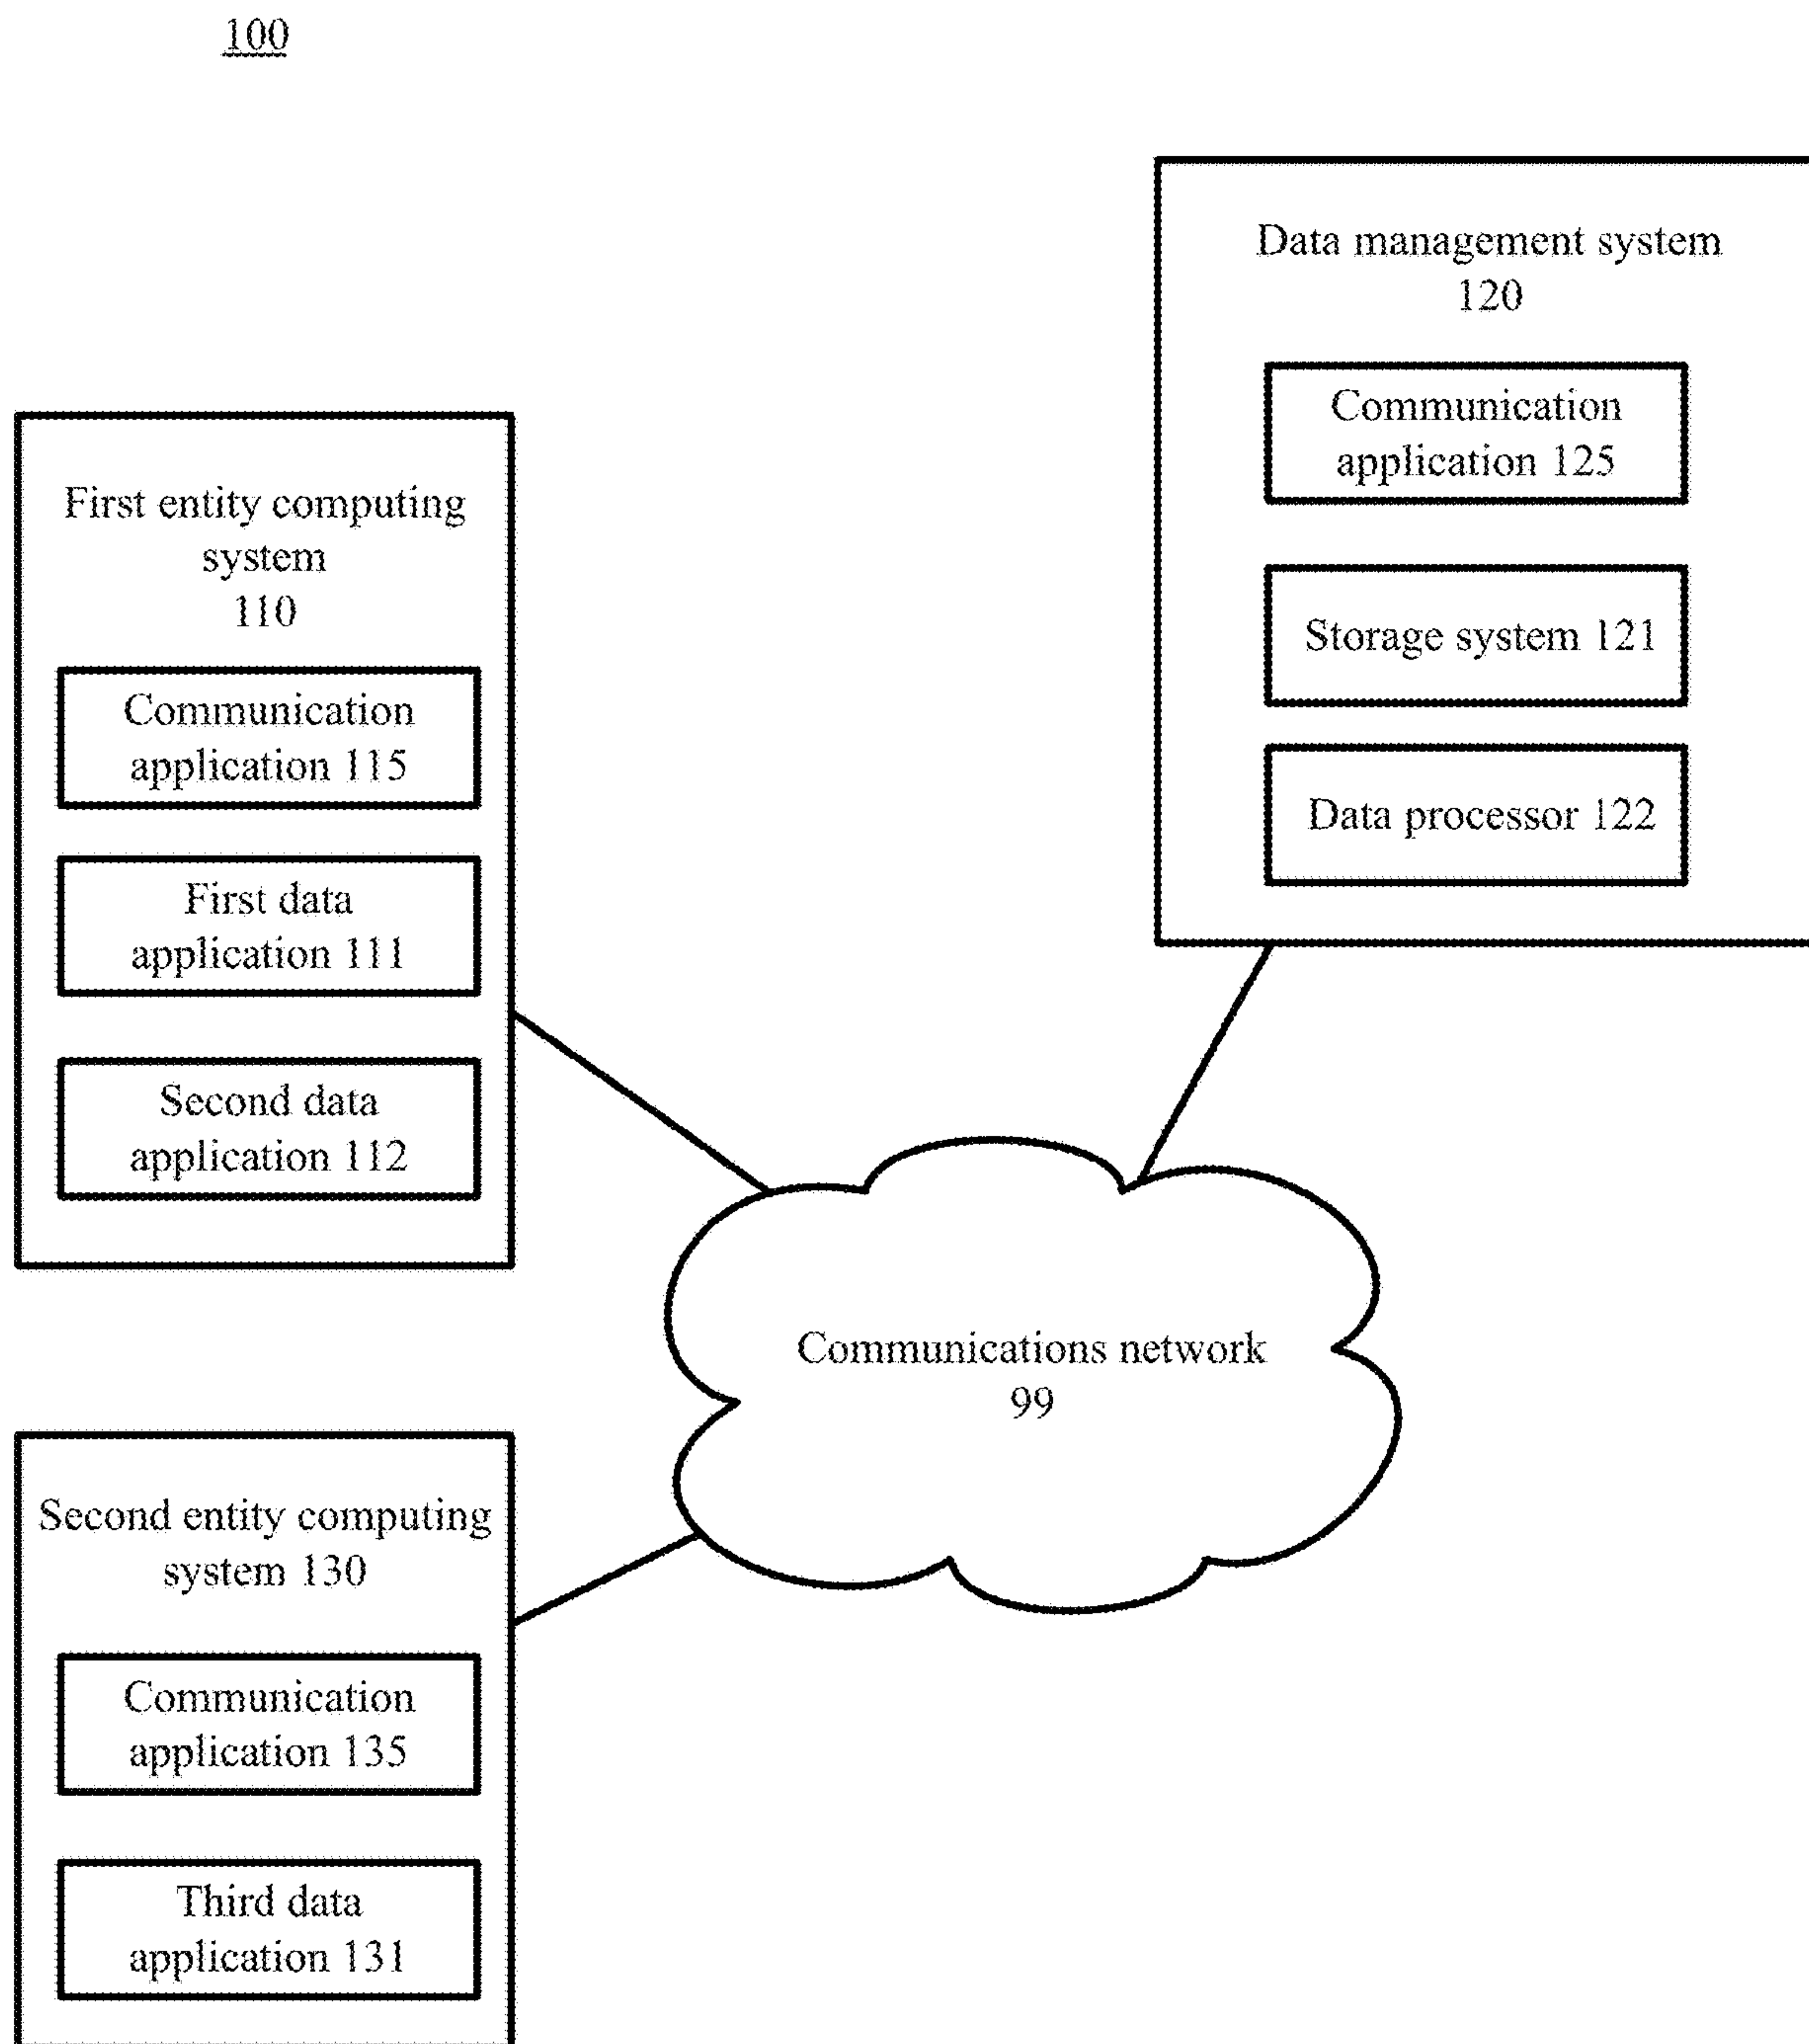 100
Data management system
120
Communication
application 125
Storage system 121
Data processor 122
First entity computing
system
110
Communication
application 115
First data
application 111
Second data
application 112
Communications network
99
Second entity computing
system 130
Communication
application 135
Third data
application 131